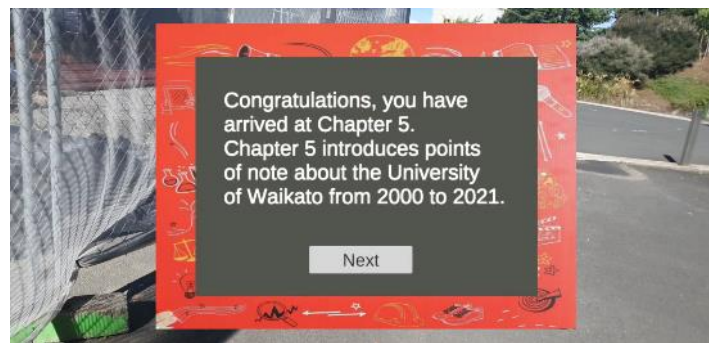 Congratulations, you have
arrived at Chapter 5.
Chapter 5 introduces points
of note about the University
of Waikato from 2000 to 2021.
Next